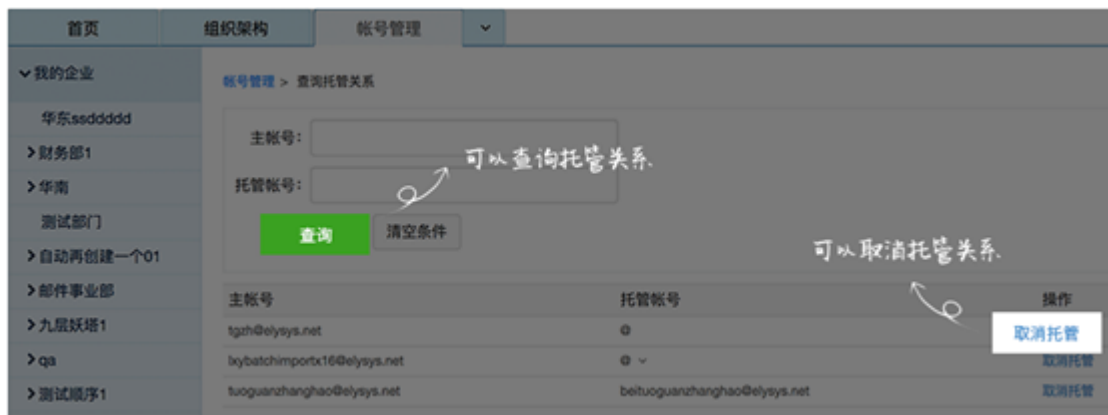 首页 组织架构 帐号管理
我的企业
帐号管理 > 查询托管关系
华东ssddddd
主帐号：
财务部1
可以查询托管关系
华南
托管帐号：
测试部门
查询 清空条件
自动再创建一个01
可以取消托管关系
邮件事业部
主帐号 托管帐号 操作
九层妖塔1
tgzh@elysys.net @ 取消托管
qa
lxybatchimportx16@elysys.net @ 取消托管
测试顺序1
tuoguanzhanghao@elysys.net beituoguanzhanghao@elysys.net 取消托管